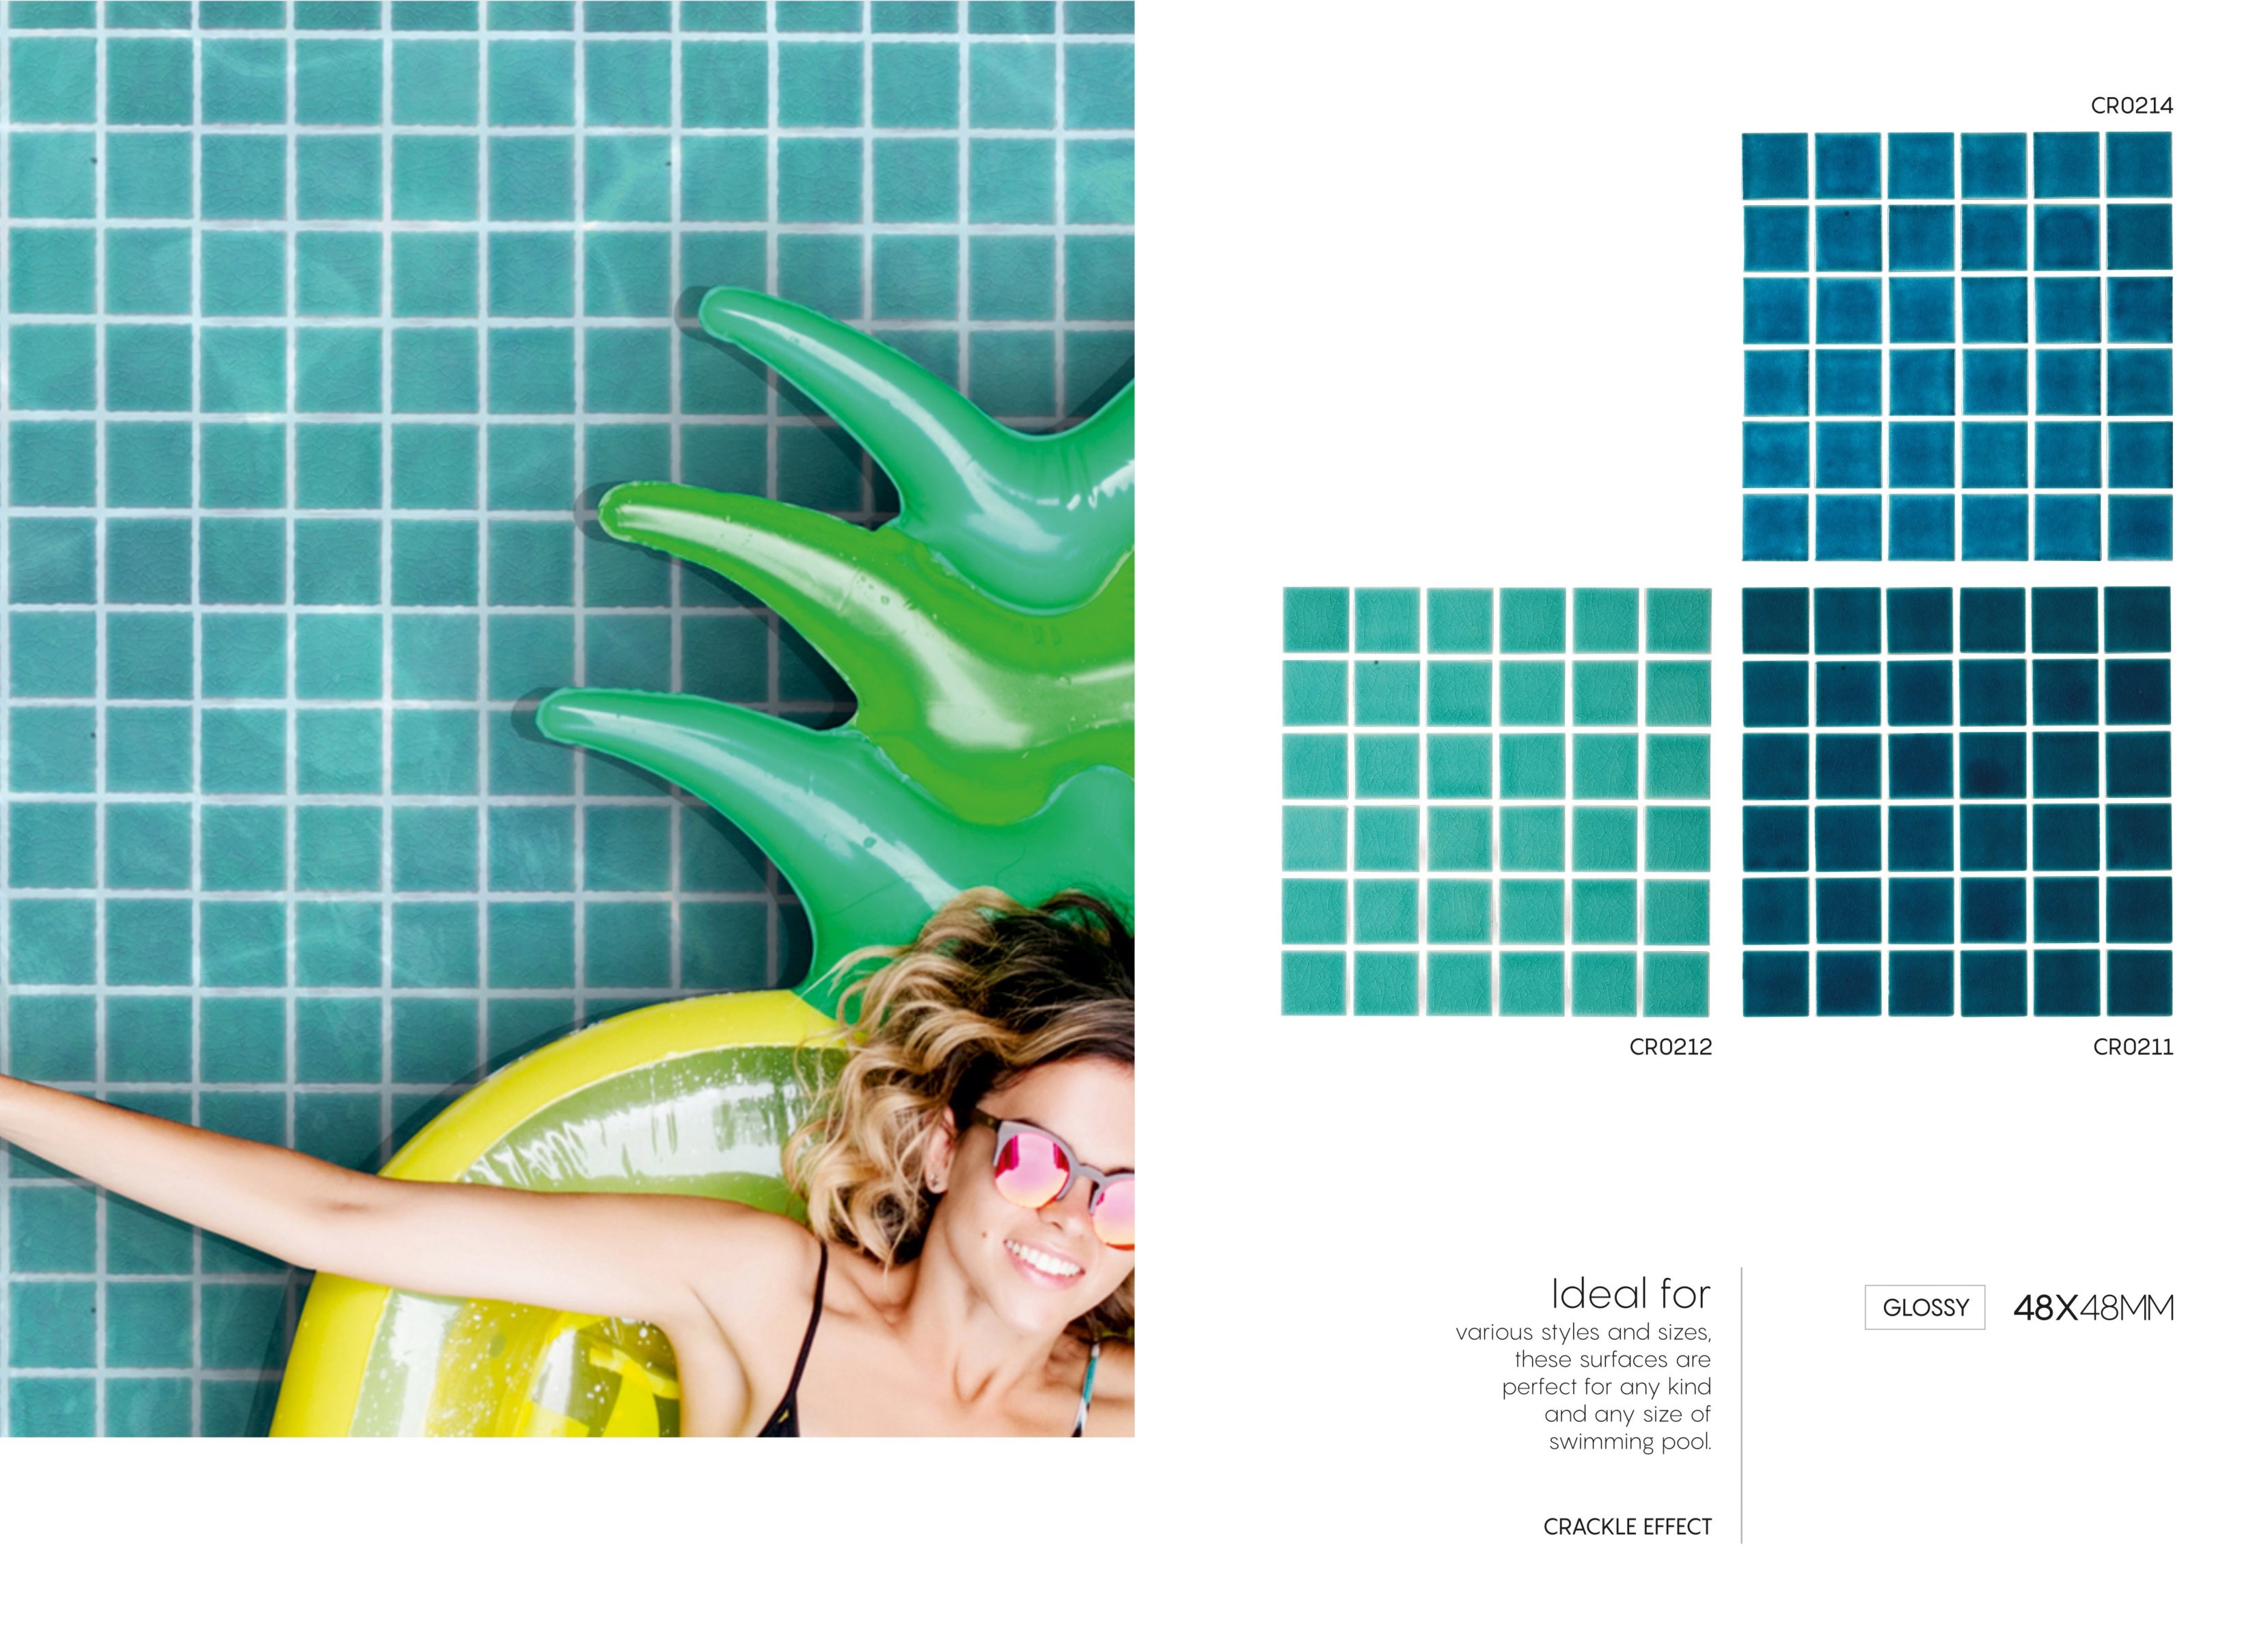 CR0214
CR0212
CR0211
Ideal for
various styles and sizes,
these surfaces are
perfect for any kind
and any size of
swimming pool.
CRACKLE EFFECT
GLOSSY
48X48MM